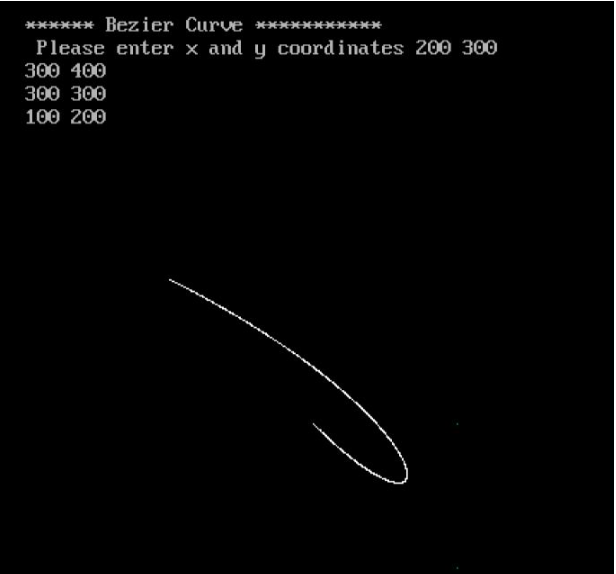 ****** Bezier Curve ***********
Please enter x and y coordinates 200 300
300 400
300 300
100 200